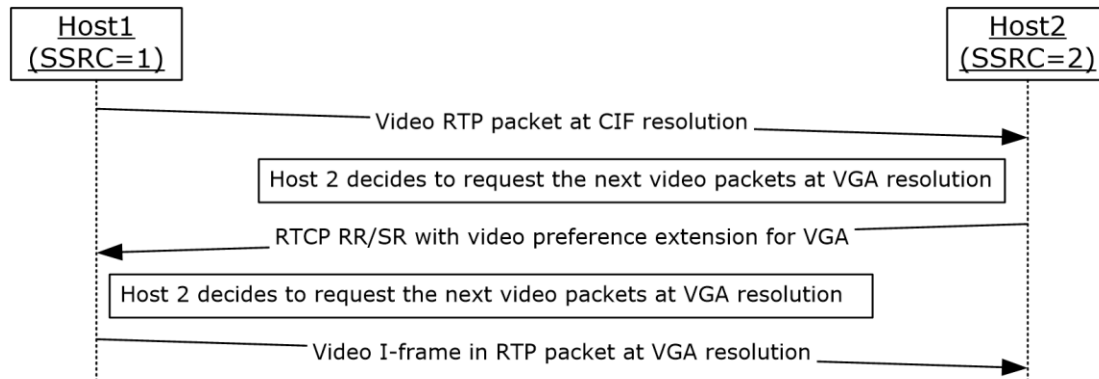 Host1
(SSRC=1)
Host2
(SSRC=2)
Video RTP packet at CIF resolution
Host 2 decides to request the next video packets at VGA resolution
RTCP RR/SR with video preference extension for VGA
Host 2 decides to request the next video packets at VGA resolution
Video I-frame in RTP packet at VGA resolution